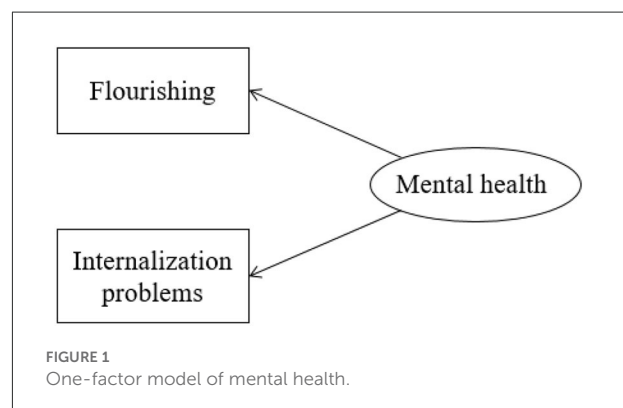 Flourishing
Mental health
Internalization
problems
FIGURE 1
One-factor model of mental health.